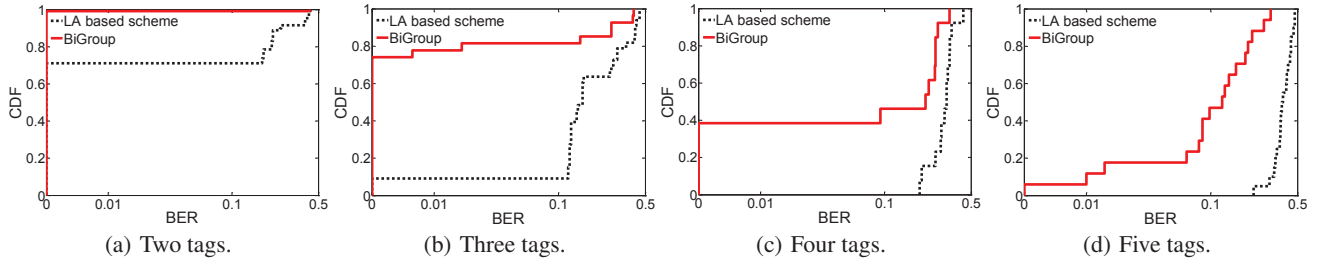 1
0.8
0.6
0.4
0.2
0
CDF
LA based scheme
BiGroup
0
0.01
0.1
0.5
BER
(a) Two tags.
1
0.8
0.6
0.4
0.2
0
CDF
LA based scheme
BiGroup
0
0.01
0.1
0.5
BER
(b) Three tags.
1
0.8
0.6
0.4
0.2
0
CDF
LA based scheme
BiGroup
0
0.01
0.1
0.5
BER
(c) Four tags.
1
0.8
0.6
0.4
0.2
0
CDF
LA based scheme
BiGroup
0
0.01
0.1
0.5
BER
(d) Five tags.